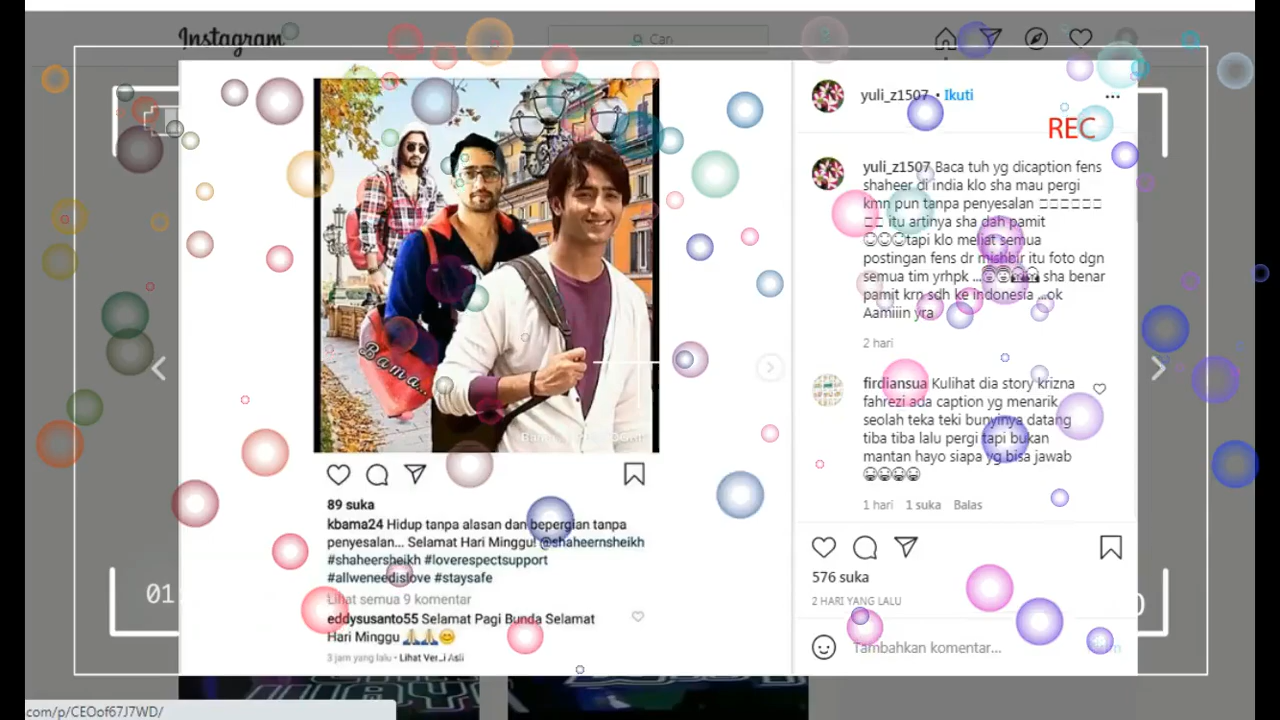 Instagram
Cari
yuli_z1507 • Ikuti
REC
yuli_z1507 Baca tuh yg dicaption fens
shaheer di india klo sha mau pergi
kmn pun tanpa penyesalan
itu artinya sha dah pamit
tapi klo meliat semua
postingan fens dr mishbir itu foto dgn
semua tim yrhpk ... sha benar
pamit krn sdh ke indonesia ...ok
Aamiiin yra
2 hari
firdiansua Kulihat dia story krizna
fahrezi ada caption yg menarik
seolah teka teki bunyinya datang
tiba tiba lalu pergi tapi bukan
mantan hayo siapa yg bisa jawab
1 hari 1 suka Balas
576 suka
2 HARI YANG LALU
Tambahkan komentar...
Bama...
89 suka
kbama24 Hidup tanpa alasan dan bepergian tanpa
penyesalan... Selamat Hari Minggu! @shaheernsheikh
#shaheersheikh #loverespectsupport
#allweneedislove #staysafe
Lihat semua 9 komentar
eddysusanto55 Selamat Pagi Bunda Selamat
Hari Minggu 🙏🙏😊
3 jam yang lalu • Lihat Asli
01
com/p/CEOof67J7WD/